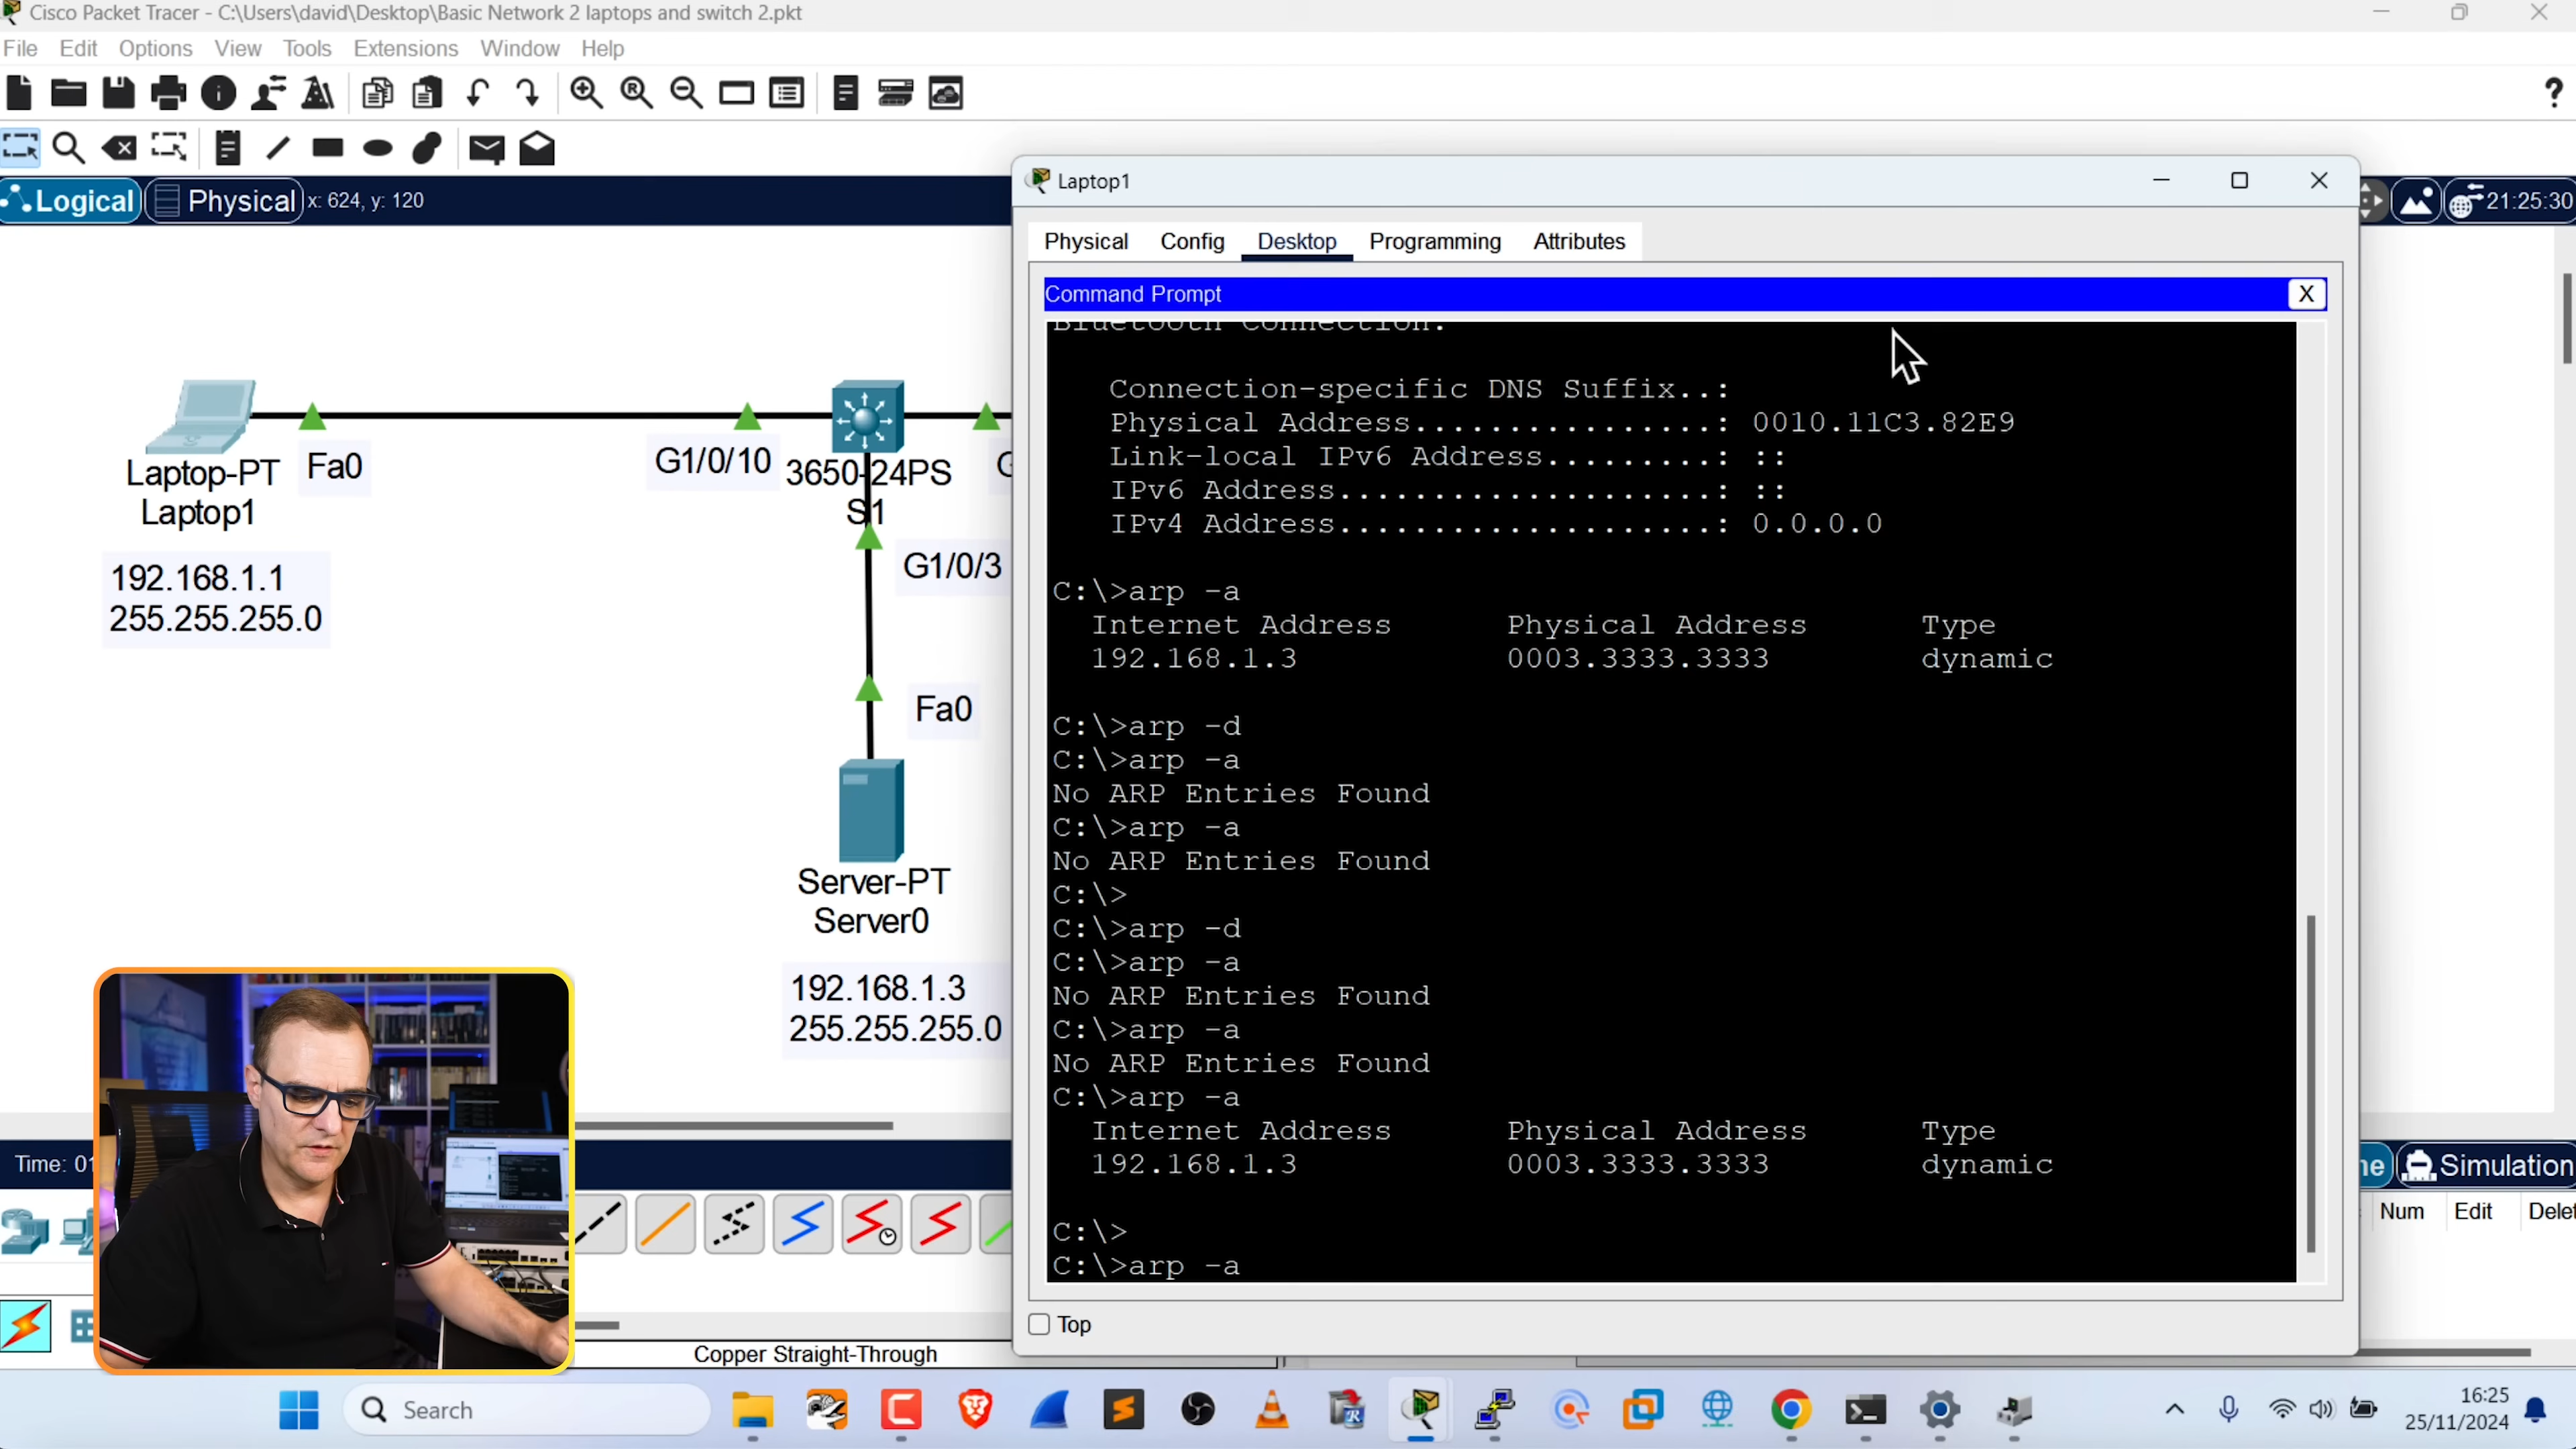 Cisco Packet Tracer - C:\Users\david\Desktop\Basic Network 2 laptops and switch 2.pkt
File Edit Options View Tools Extensions Window Help
Logical Physical x: 624, y: 120
21:25:30
Laptop-PT
Laptop1
Fa0
192.168.1.1
255.255.255.0
G1/0/10
3650-24PS
S1
G1/0/3
Fa0
Server-PT
Server0
192.168.1.3
255.255.255.0
Laptop1
Physical Config Desktop Programming Attributes
Command Prompt X
Bluetooth Connection:
Connection-specific DNS Suffix..:
Physical Address................: 0010.11C3.82E9
Link-local IPv6 Address.........: ::
IPv6 Address....................: ::
IPv4 Address....................: 0.0.0.0
C:\>arp -a
Internet Address Physical Address Type
192.168.1.3 0003.3333.3333 dynamic
C:\>arp -d
C:\>arp -a
No ARP Entries Found
C:\>arp -a
No ARP Entries Found
C:\>
C:\>arp -d
C:\>arp -a
No ARP Entries Found
C:\>arp -a
No ARP Entries Found
C:\>arp -a
Internet Address Physical Address Type
192.168.1.3 0003.3333.3333 dynamic
C:\>
C:\>arp -a
Top
Time: 01
Simulation
Num Edit Delet
Copper Straight-Through
Search
16:25
25/11/2024